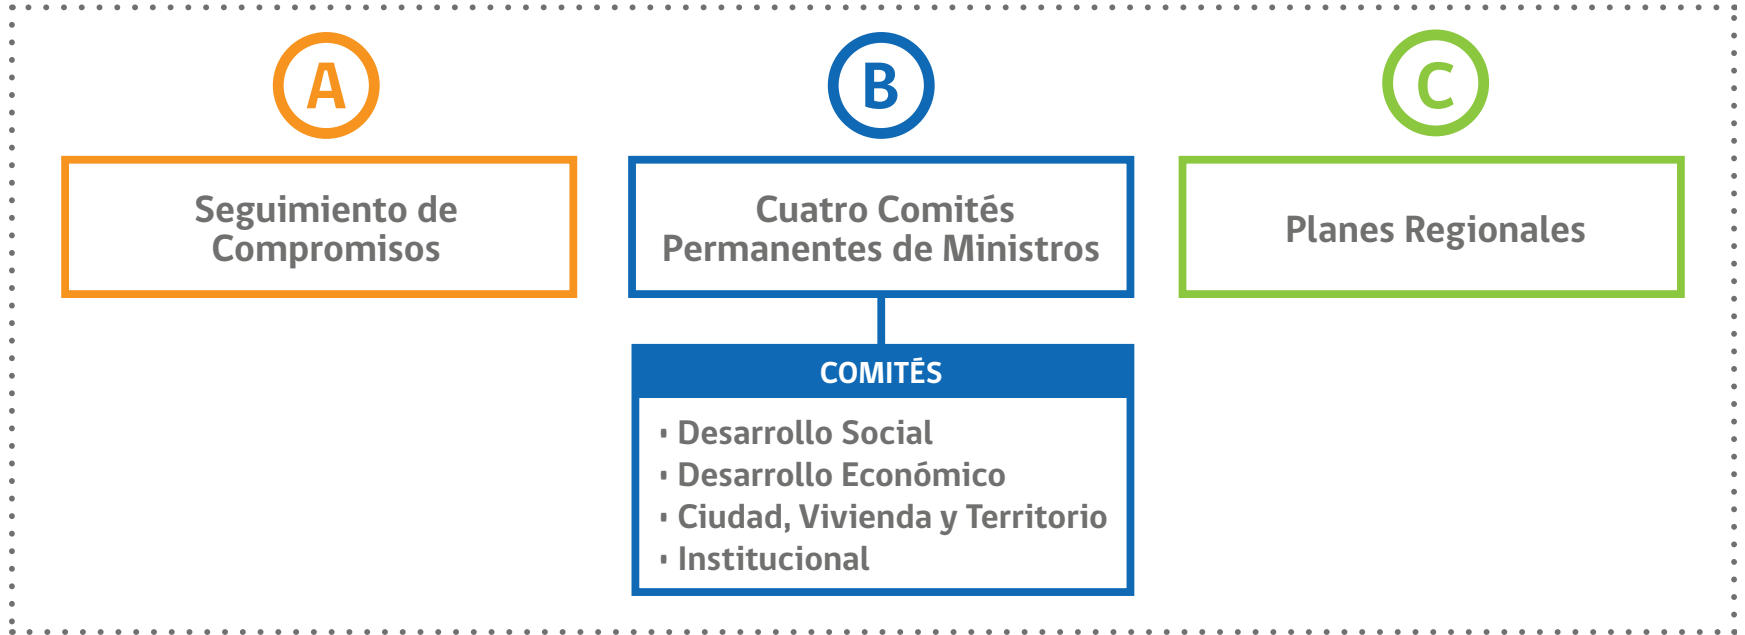 A
Seguimiento de
Compromisos
B
Cuatro Comités
Permanentes de Ministros
COMITÉS
· Desarrollo Social
· Desarrollo Económico
· Ciudad, Vivienda y Territorio
· Institucional
C
Planes Regionales